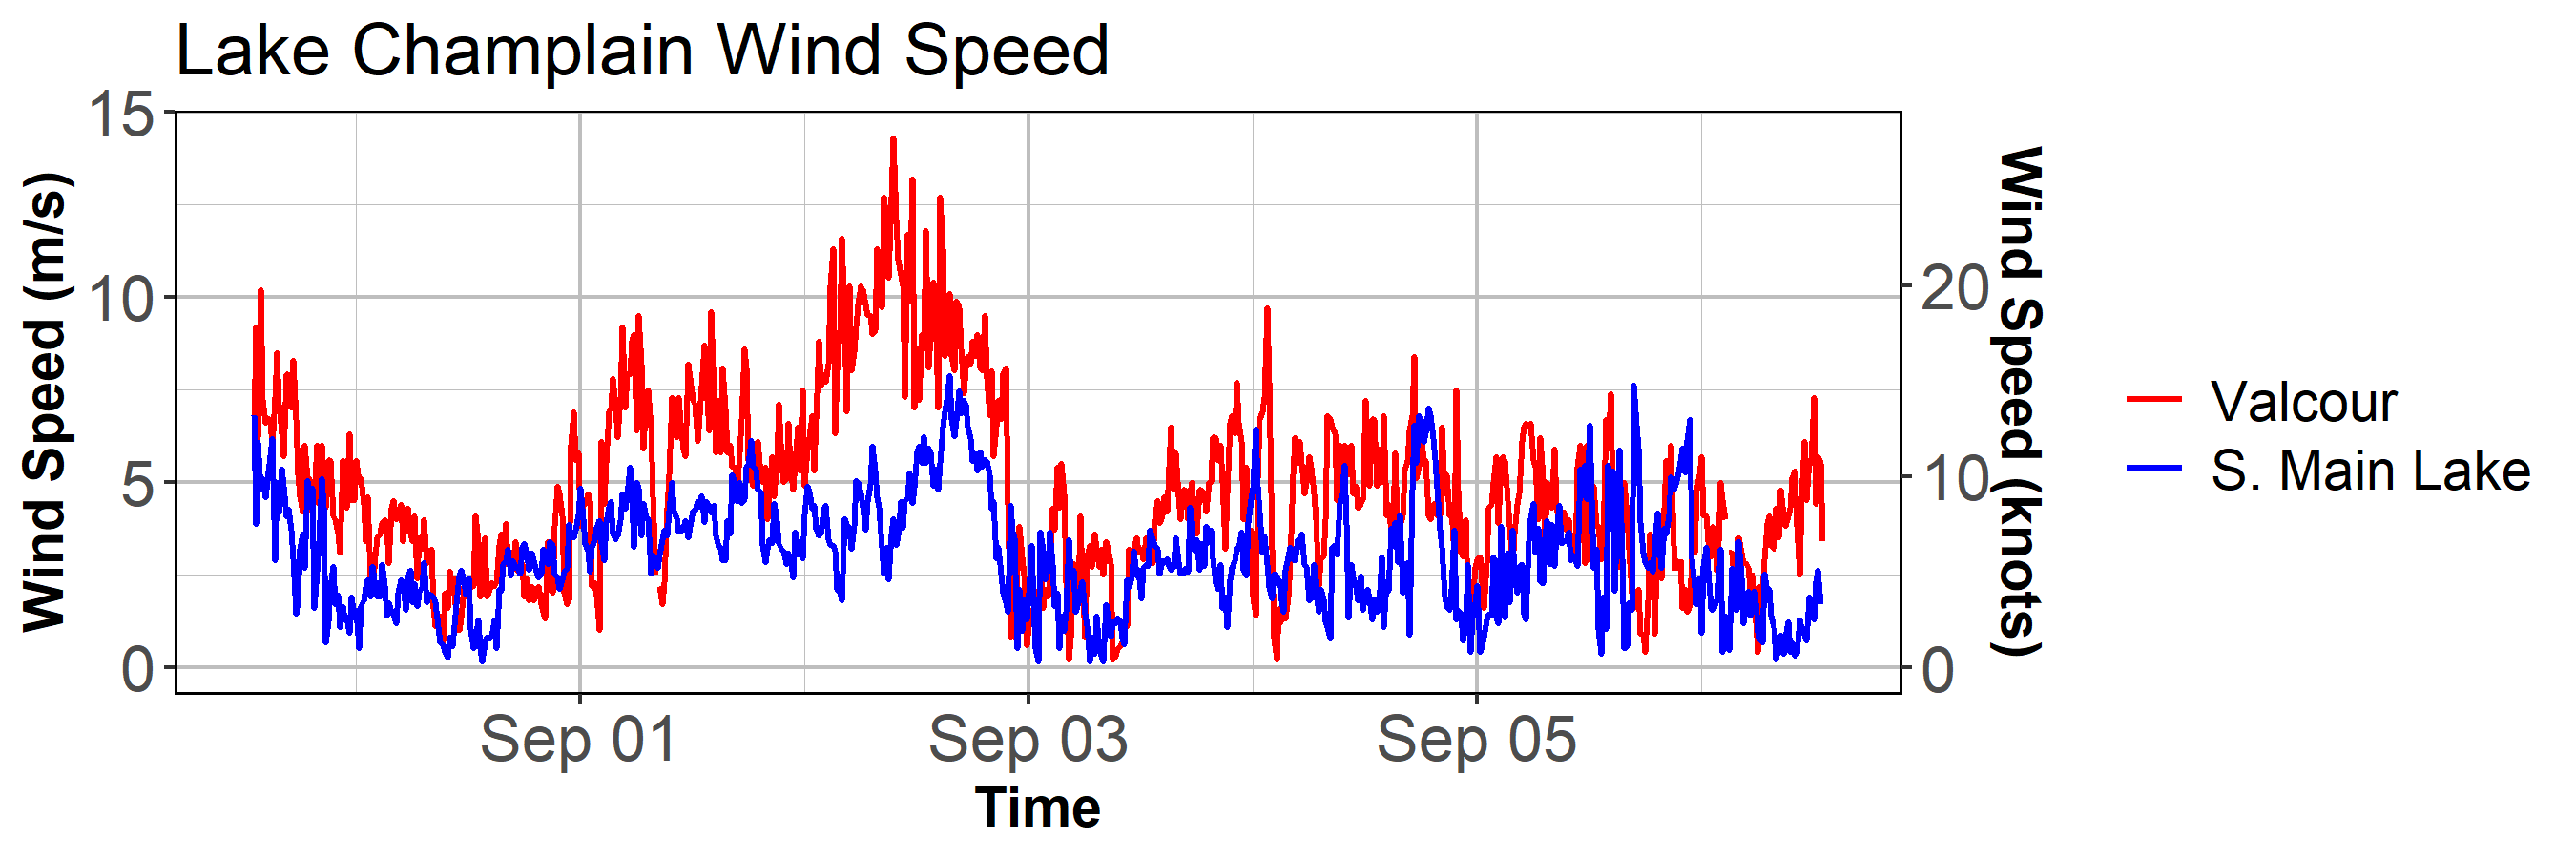 Lake Champlain Wind Speed
15
10
5
0
Wind Speed (m/s)
20
10
0
Wind Speed (knots)
Sep 01
Sep 03
Sep 05
Time
Valcour
S. Main Lake